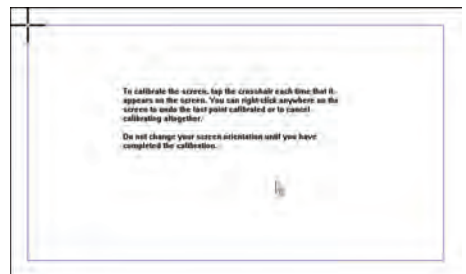 To calibrate the screen, tap the crosshair each time that it
appears on the screen. You can right-click anywhere on the
screen to undo the last point calibrated or to cancel
calibrating altogether.
Do not change your screen orientation until you have
completed the calibration.